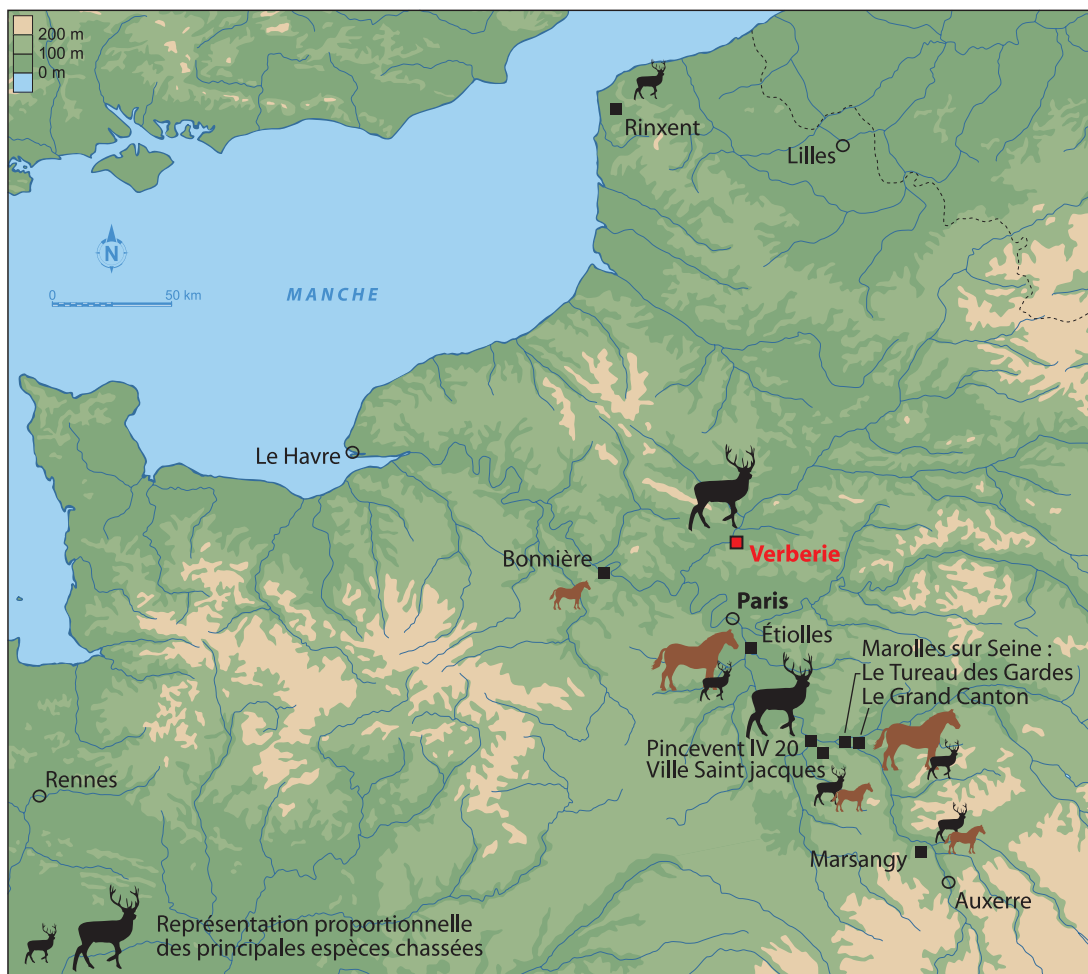 200 m
100 m
0 m
Rinxent
Lilles
N
0 50 km
MANCHE
Le Havre
Verberie
Bonnière
Paris
Étiolles
Marolles sur Seine :
Le Tureau des Gardes
Le Grand Canton
Pincevent IV 20
Ville Saint jacques
Rennes
Marsangy
Auxerre
Représentation proportionnelle
des principales espèces chassées